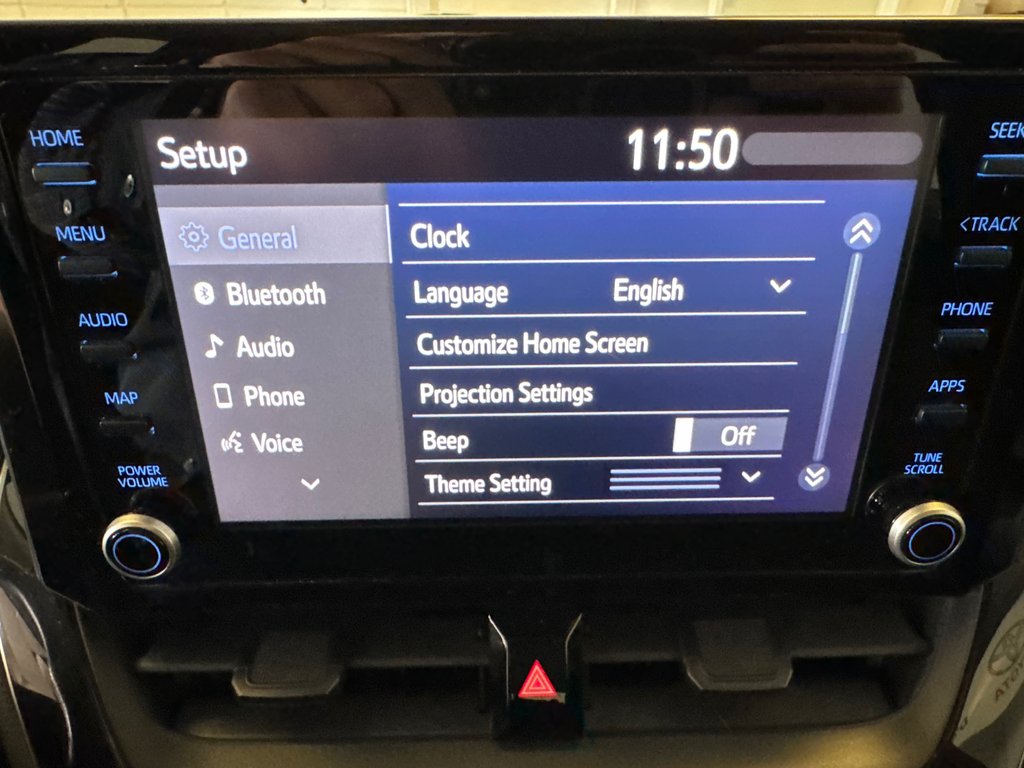 HOME
MENU
AUDIO
MAP
POWER
VOLUME
Setup
11:50
General
Bluetooth
Audio
Phone
Voice
Clock
Language English
Customize Home Screen
Projection Settings
Beep Off
Theme Setting
SEEK
<TRACK
PHONE
APPS
TUNE
SCROLL